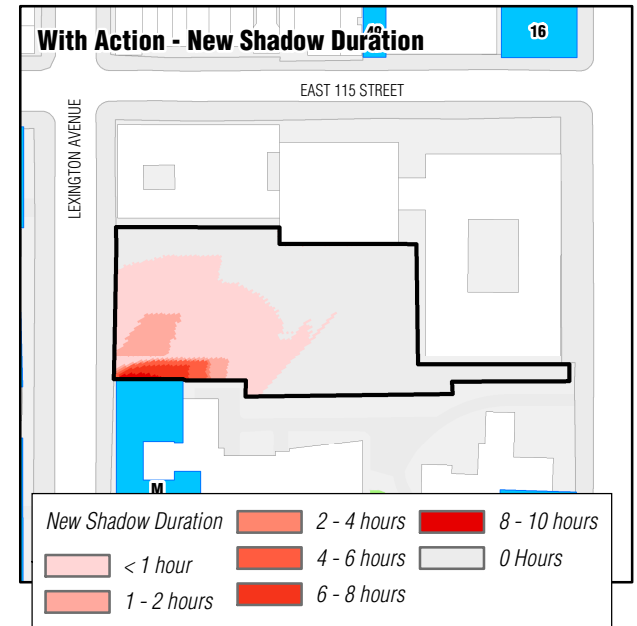 With Action - New Shadow Duration
16
EAST 115 STREET
LEXINGTON AVENUE
M
New Shadow Duration
< 1 hour
1 - 2 hours
2 - 4 hours
4 - 6 hours
6 - 8 hours
8 - 10 hours
0 Hours